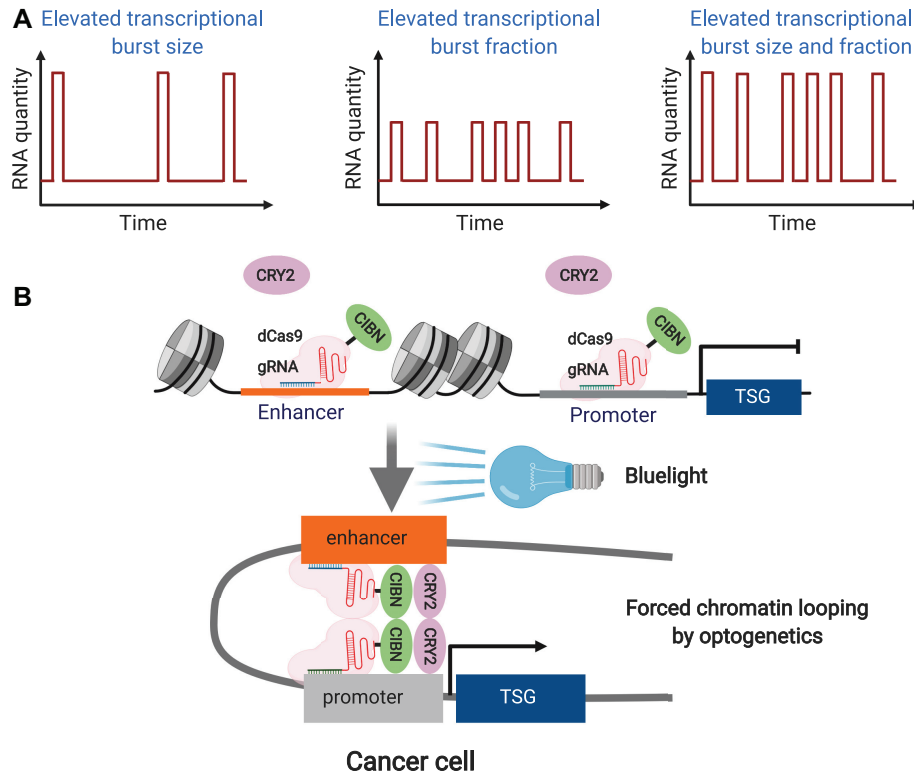 A
Elevated transcriptional
burst size
Elevated transcriptional
burst fraction
Elevated transcriptional
burst size and fraction
RNA quantity
Time
RNA quantity
Time
RNA quantity
Time
B
CRY2
CRY2
dCas9
gRNA
CIBN
Enhancer
dCas9
gRNA
CIBN
Promoter
TSG
Bluelight
enhancer
CIBN
CRY2
CIBN
CRY2
promoter
TSG
Forced chromatin looping
by optogenetics
Cancer cell